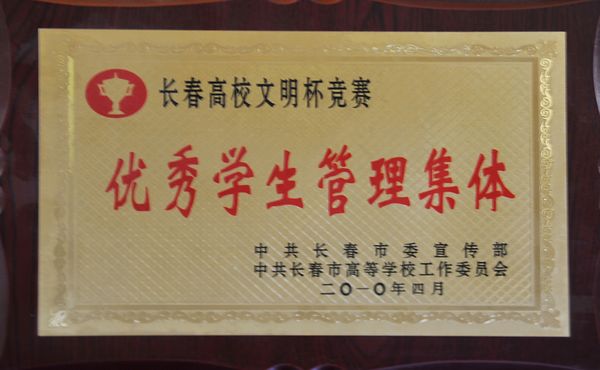 长春高校文明杯竞赛
优秀学生管理集体
中共长春市委宣传部
中共长春市高等学校工作委员会
二〇一〇年四月